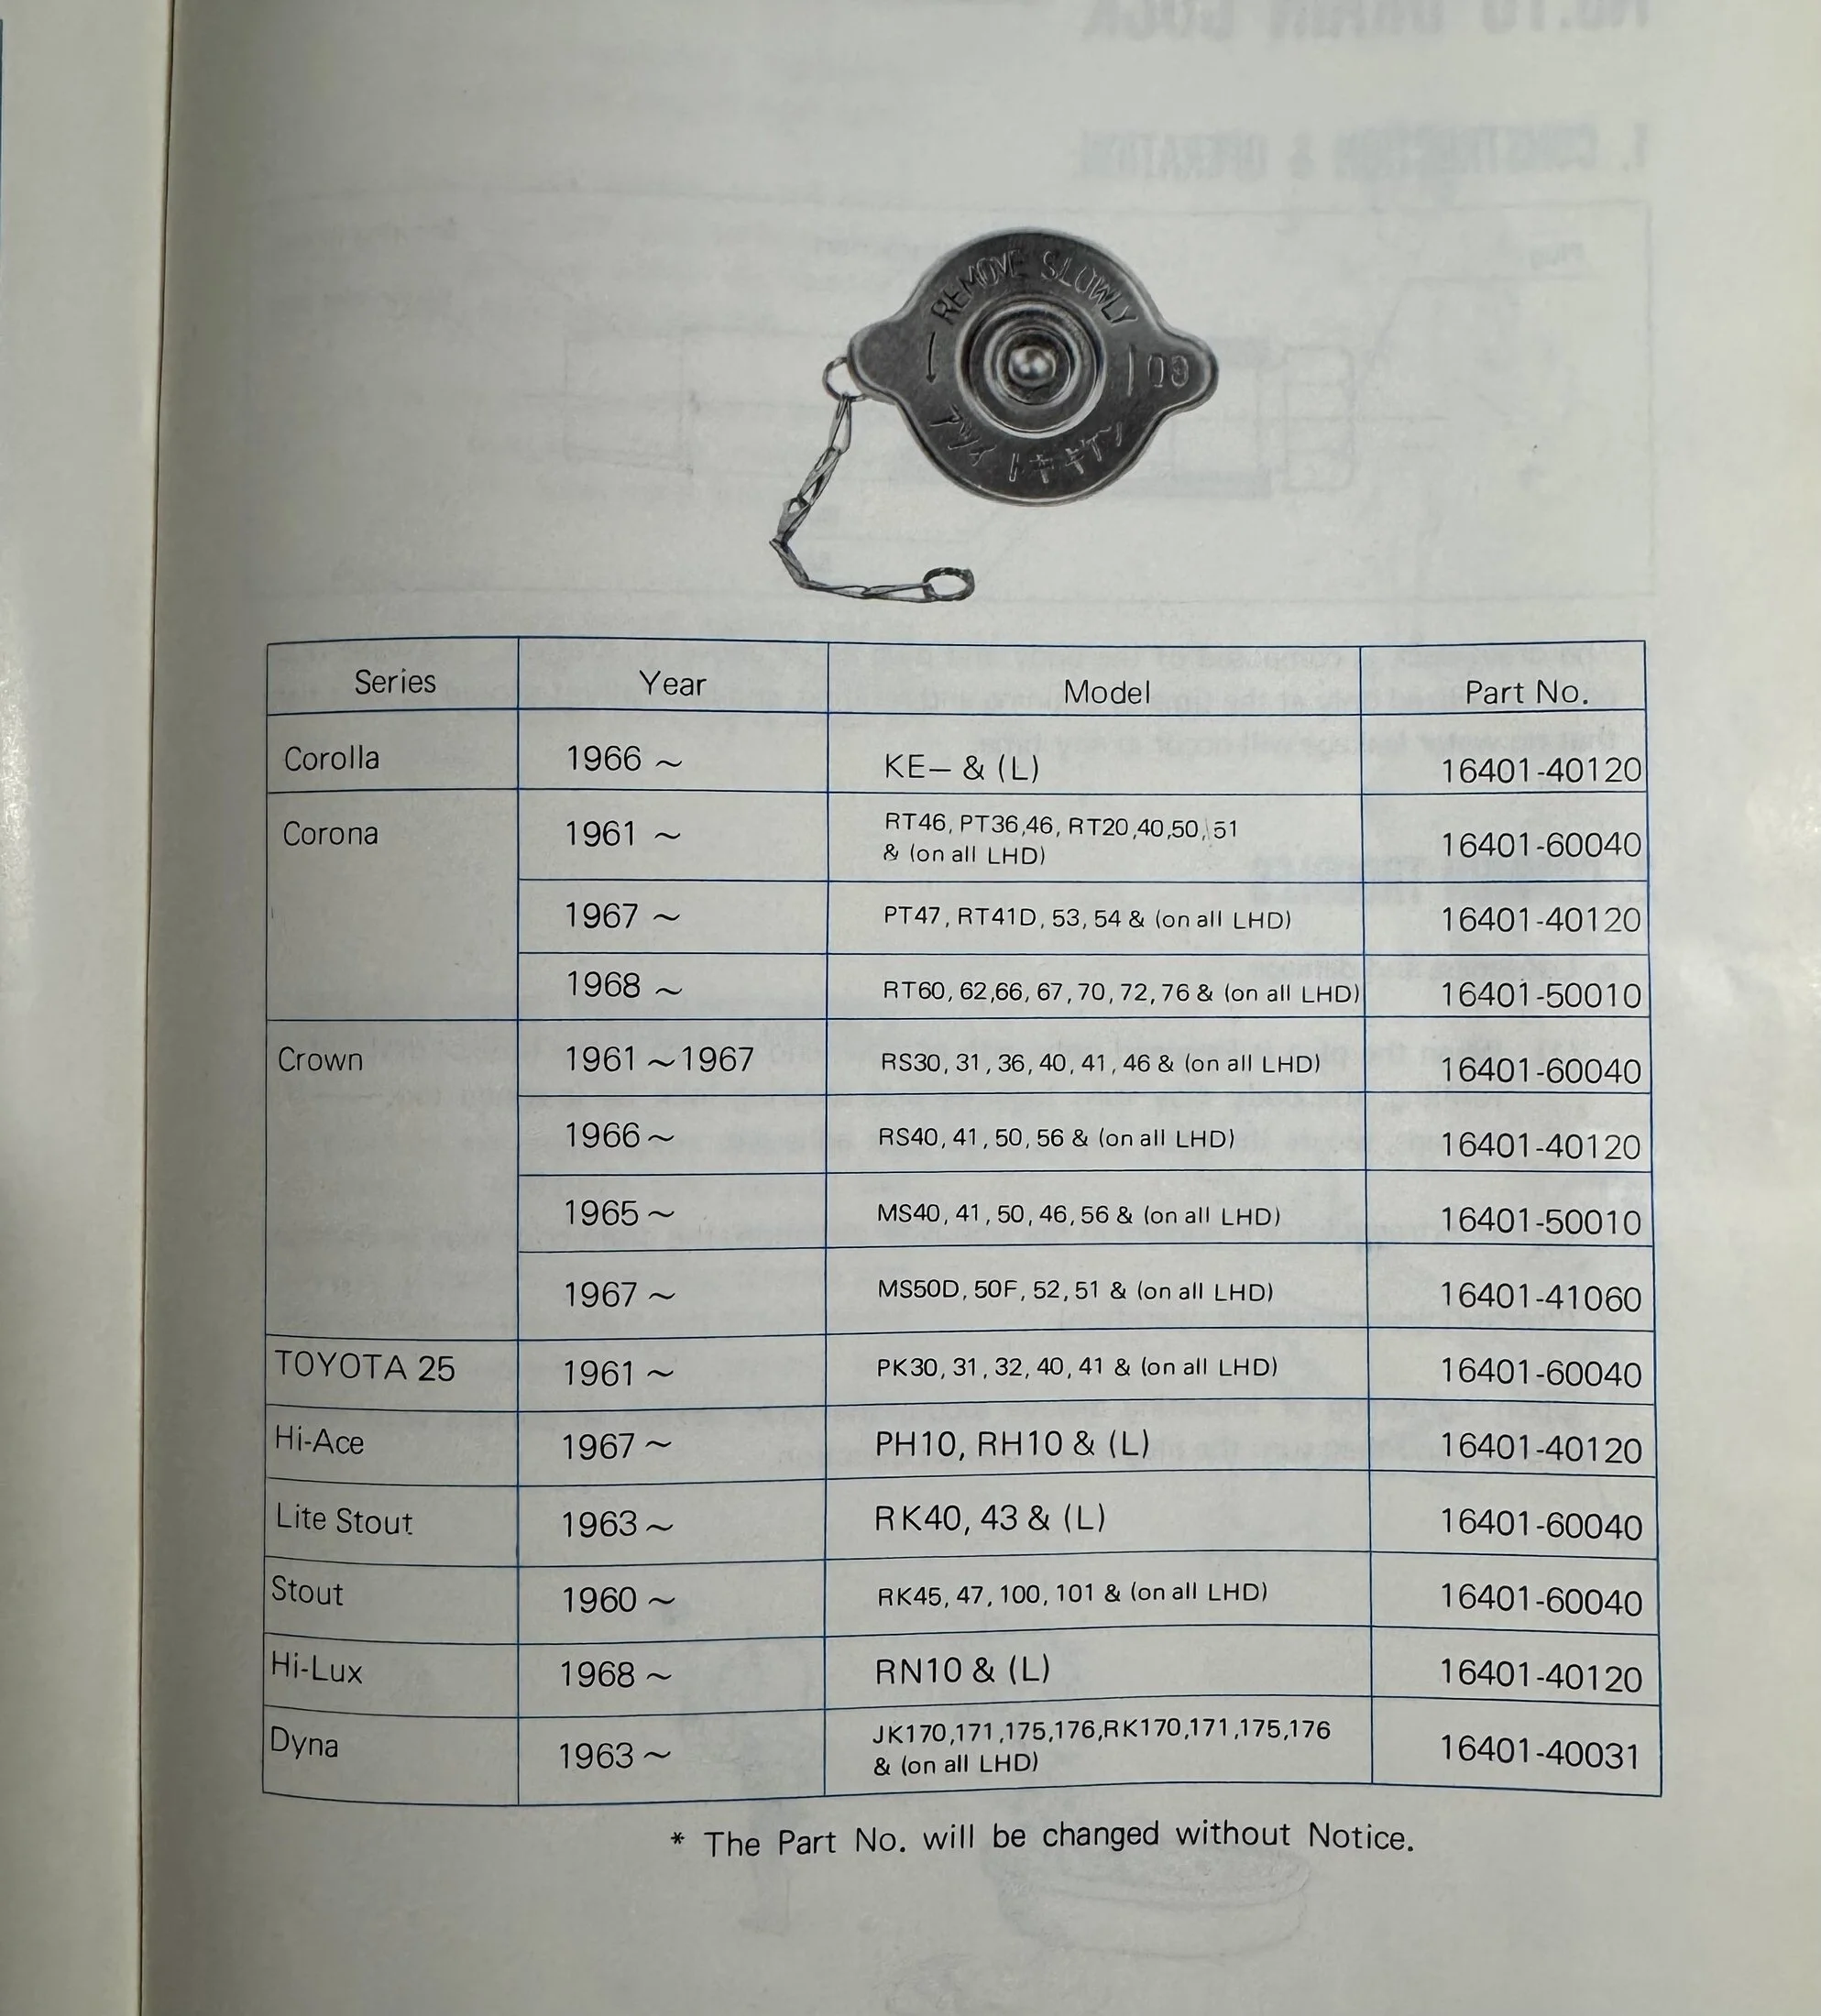 REMOVE SLOWLY
アツイトキキケン
Series Year Model Part No.
Corolla 1966 ~ KE– & (L) 16401-40120
Corona 1961 ~ RT46, PT36,46, RT20,40,50, 51
& (on all LHD) 16401-60040
1967 ~ PT47, RT41D, 53, 54 & (on all LHD) 16401-40120
1968 ~ RT60, 62,66, 67, 70, 72, 76 & (on all LHD) 16401-50010
Crown 1961 ~1967 RS30, 31, 36, 40, 41, 46 & (on all LHD) 16401-60040
1966 ~ RS40, 41, 50, 56 & (on all LHD) 16401-40120
1965 ~ MS40, 41, 50, 46, 56 & (on all LHD) 16401-50010
1967 ~ MS50D, 50F, 52, 51 & (on all LHD) 16401-41060
TOYOTA 25 1961 ~ PK30, 31, 32, 40, 41 & (on all LHD) 16401-60040
Hi-Ace 1967 ~ PH10, RH10 & (L) 16401-40120
Lite Stout 1963 ~ RK40, 43 & (L) 16401-60040
Stout 1960 ~ RK45, 47, 100, 101 & (on all LHD) 16401-60040
Hi-Lux 1968 ~ RN10 & (L) 16401-40120
Dyna 1963 ~ JK170,171,175,176,RK170,171,175,176
& (on all LHD) 16401-40031
* The Part No. will be changed without Notice.